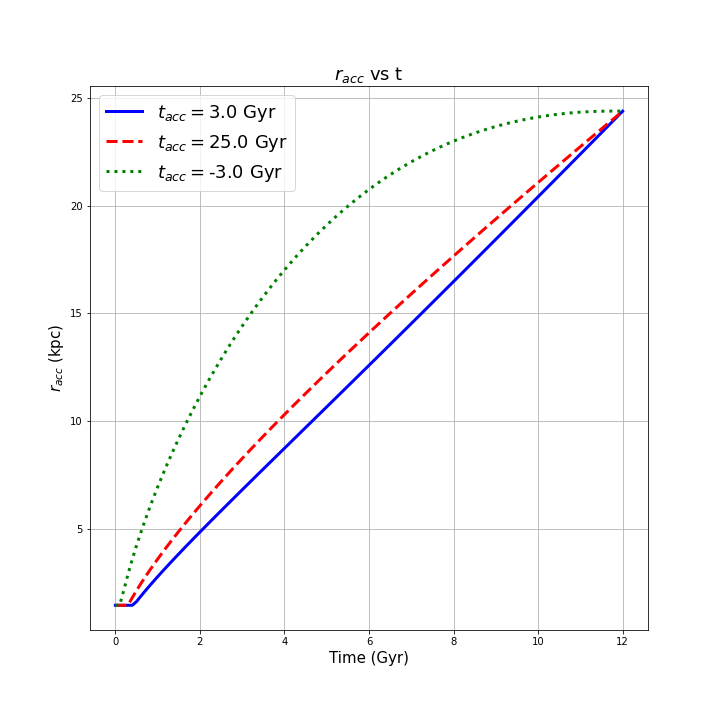 r_acc vs t
t_acc = 3.0 Gyr
t_acc = 25.0 Gyr
t_acc = -3.0 Gyr
25
20
15
10
5
r_acc (kpc)
0 2 4 6 8 10 12
Time (Gyr)